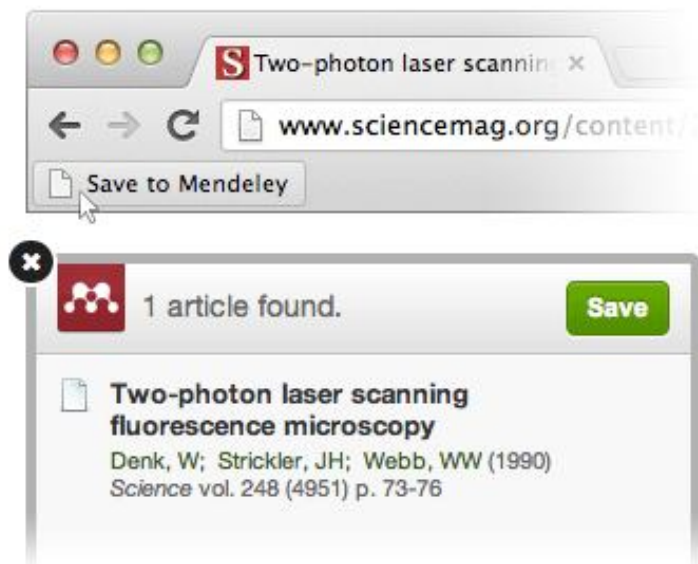 S Two-photon laser scannin
www.sciencemag.org/content/
Save to Mendeley
1 article found.
Save
Two-photon laser scanning
fluorescence microscopy
Denk, W; Strickler, JH; Webb, WW (1990)
Science vol. 248 (4951) p. 73-76